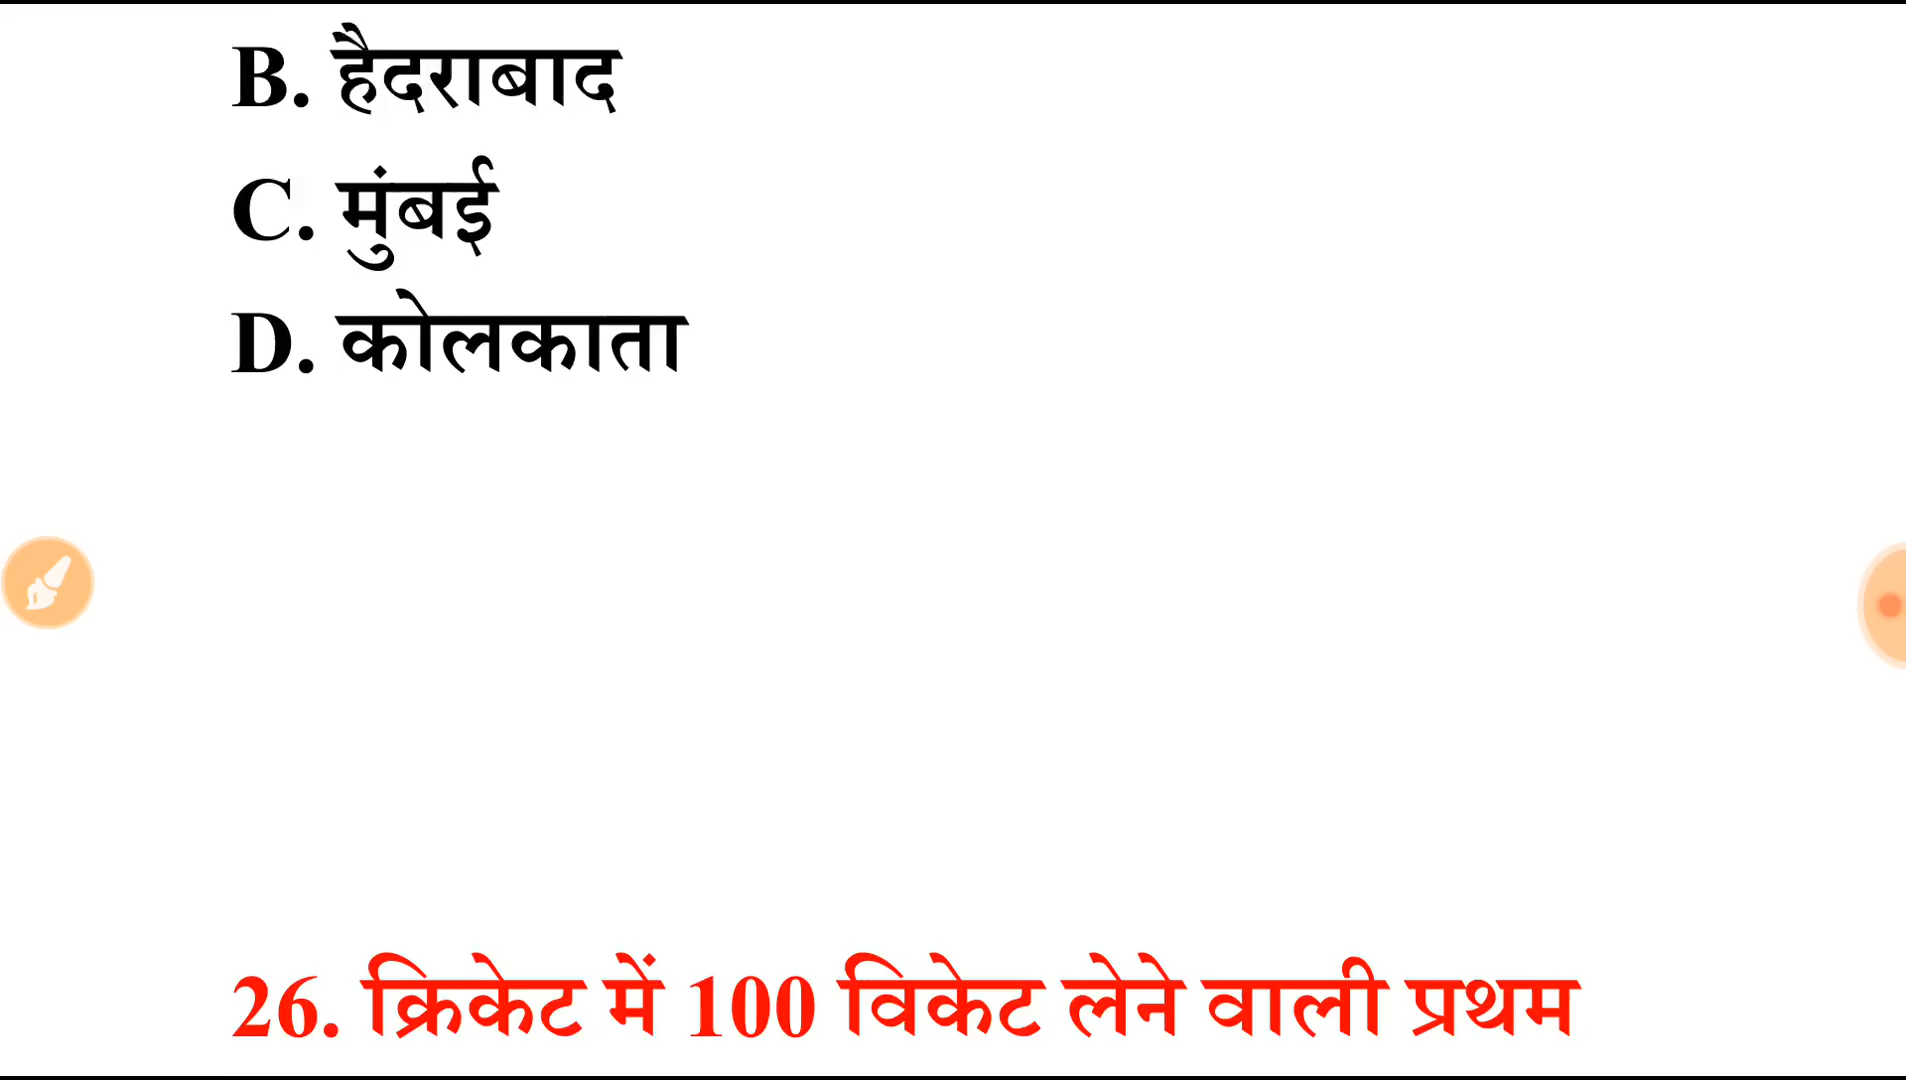 B. हैदराबाद
C. मुंबई
D. कोलकाता
26. क्रिकेट में 100 विकेट लेने वाली प्रथम